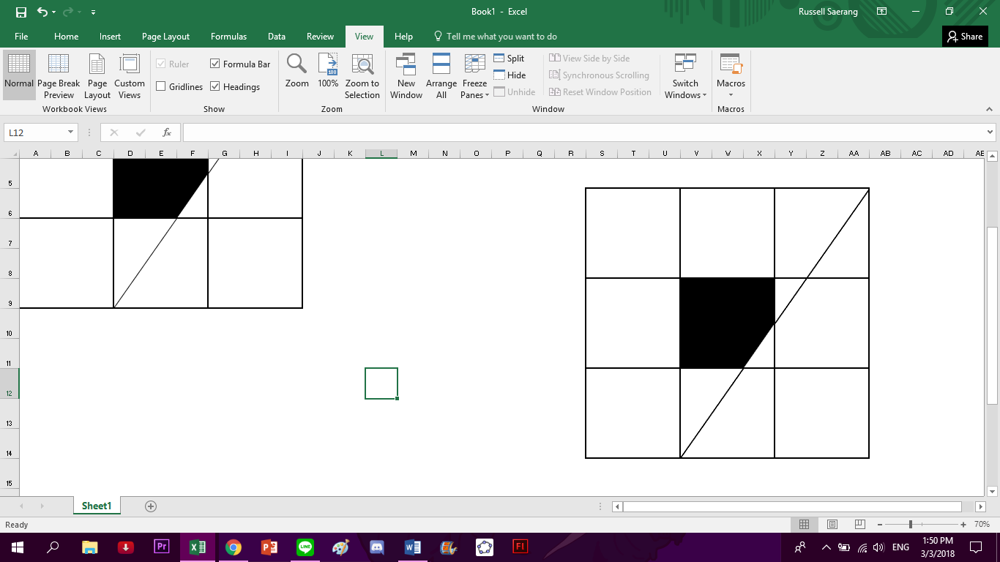 Book1 - Excel
Russell Saerang
File Home Insert Page Layout Formulas Data Review View Help Tell me what you want to do Share
Normal
Page Break Preview
Page Layout
Custom Views
Workbook Views
Ruler
Formula Bar
Gridlines
Headings
Show
Zoom
100
100%
Zoom to Selection
Zoom
New Window
Arrange All
Freeze Panes
Split
Hide
Unhide
View Side by Side
Synchronous Scrolling
Reset Window Position
Switch Windows
Window
Macros
Macros
L12
fx
A B C D E F G H I J K L M N O P Q R S T U V W X Y Z AA AB AC AD AE
5
6
7
8
9
10
11
12
13
14
15
Sheet1
Ready
70%
Pr
LINE
Fl
ENG
1:50 PM
3/3/2018